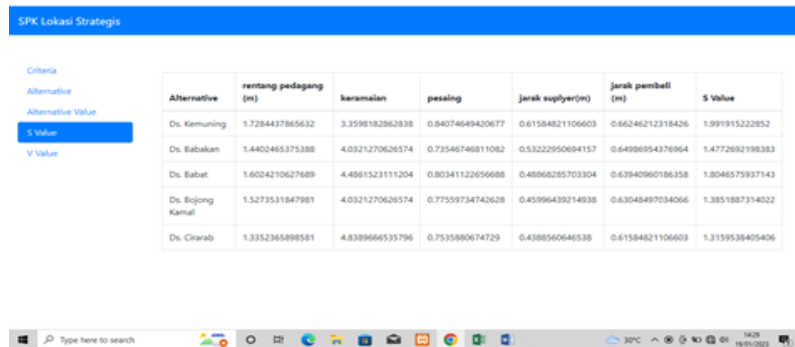 SPK Lokasi Strategis
Criteria
Alternative
Alternative Value
S Value
V Value
Alternative rentang pedagang (m) keramaian pesaing jarak suplyer(m) jarak pembeli (m) S Value
Ds. Kemuning 1.7284437865632 3.3598182862838 0.84074649420677 0.61584821106603 0.66246212318426 1.991915222852
Ds. Babakan 1.4402465375388 4.0321270626574 0.73546746811082 0.53222950694157 0.64986954376964 1.4772692198383
Ds. Babat 1.6024210627689 4.4861523111204 0.80341122656688 0.48868285703304 0.63940960186358 1.8046575937143
Ds. Bojong Kamal 1.5273531847981 4.0321270626574 0.77559734742628 0.45996439214938 0.63048497034066 1.3851887314022
Ds. Cirarab 1.3352365898581 4.8389666535796 0.7535880674729 0.4388560646538 0.61584821106603 1.3159538405406
Type here to search
30°C
14:29
19/01/2023